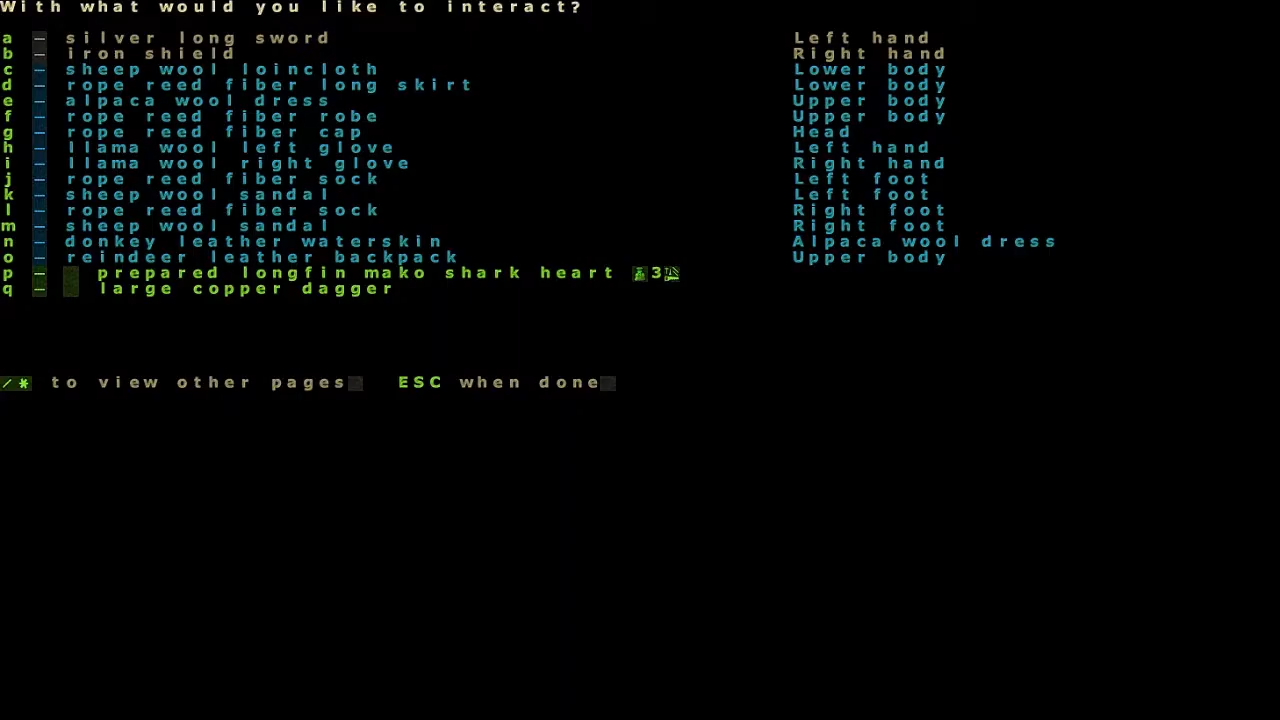 With what would you like to interact?
a - silver long sword Left hand
b - iron shield Right hand
c - sheep wool loincloth Lower body
d - rope reed fiber long skirt Lower body
e - alpaca wool dress Upper body
f - rope reed fiber robe Upper body
g - rope reed fiber cap Head
h - llama wool left glove Left hand
i - llama wool right glove Right hand
j - rope reed fiber sock Left foot
k - sheep wool sandal Left foot
l - rope reed fiber sock Right foot
m - sheep wool sandal Right foot
n - donkey leather waterskin Alpaca wool dress
o - reindeer leather backpack Upper body
p - prepared longfin mako shark heart 3
q - large copper dagger
/* to view other pages ESC when done